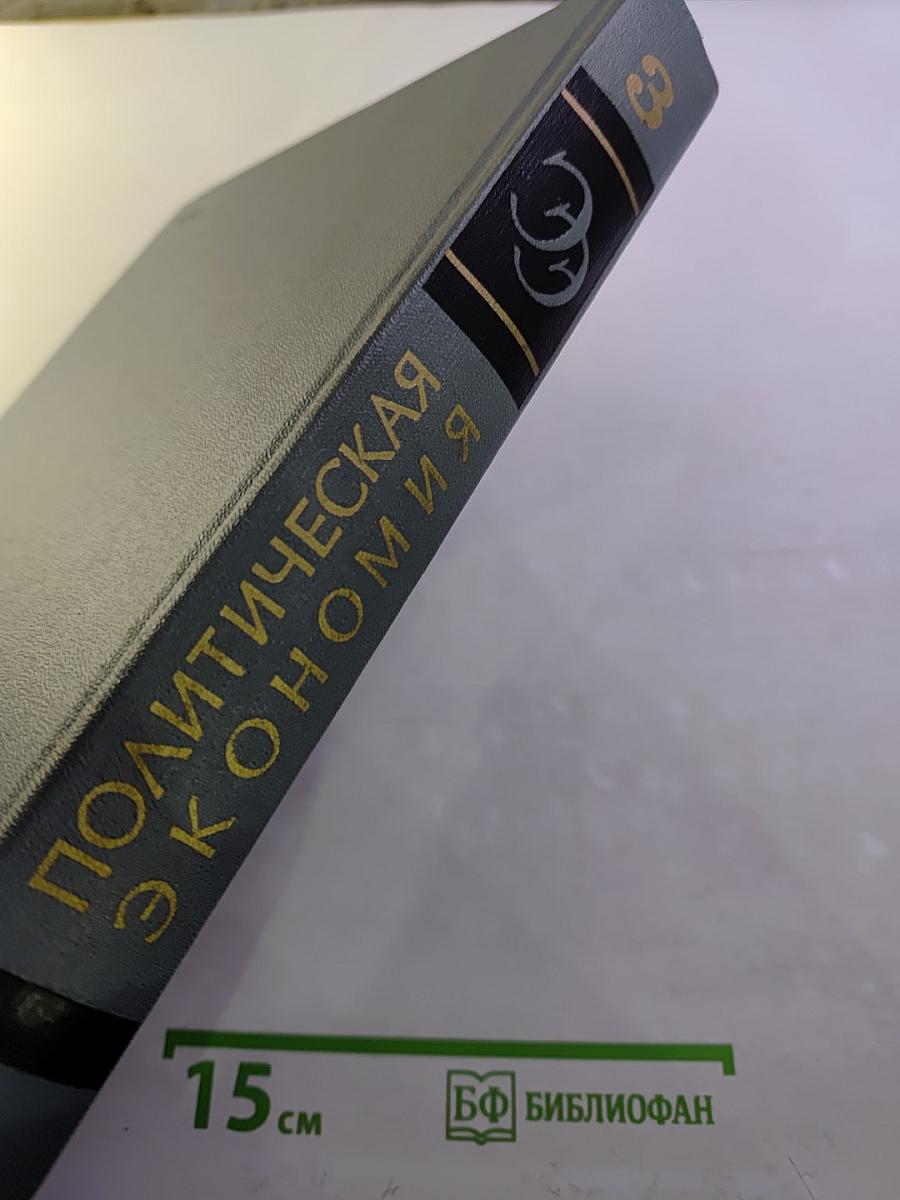 3
ПОЛИТИЧЕСКАЯ
ЭКОНОМИЯ
15 см
БФ БИБЛИОФАН